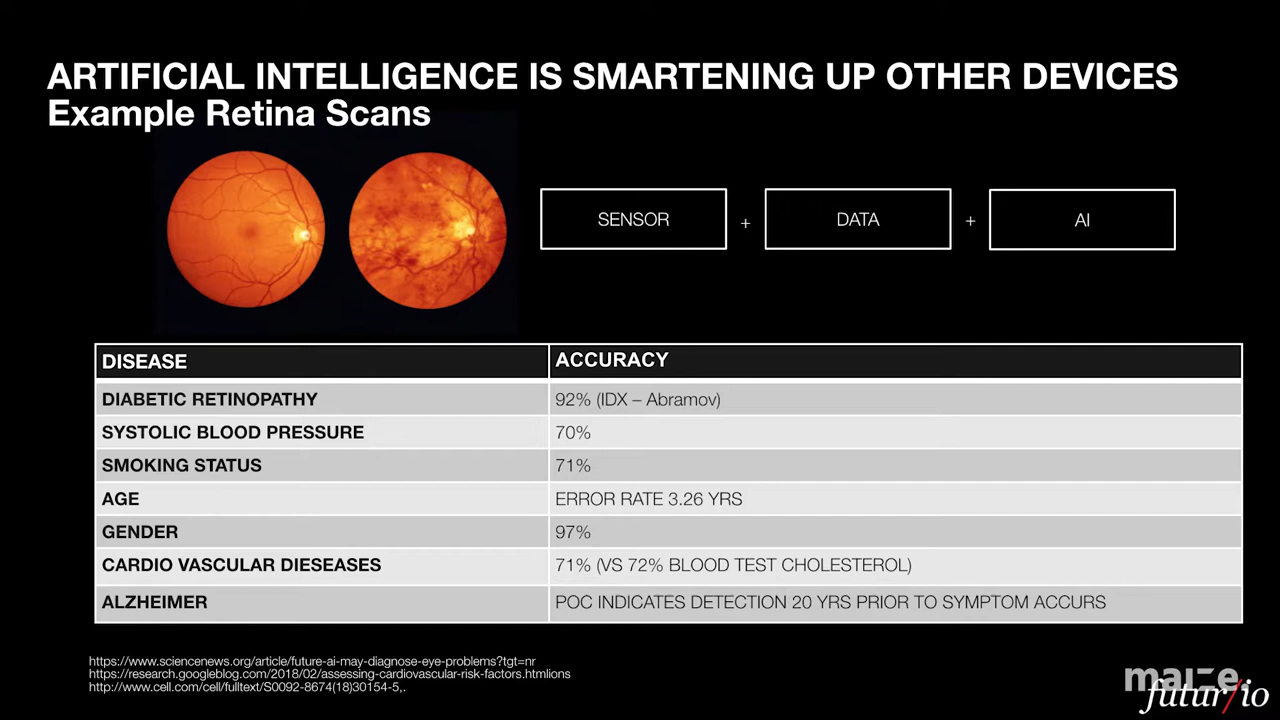 ARTIFICIAL INTELLIGENCE IS SMARTENING UP OTHER DEVICES
Example Retina Scans
SENSOR + DATA + AI
DISEASE ACCURACY
DIABETIC RETINOPATHY 92% (IDX – Abramov)
SYSTOLIC BLOOD PRESSURE 70%
SMOKING STATUS 71%
AGE ERROR RATE 3.26 YRS
GENDER 97%
CARDIO VASCULAR DIESEASES 71% (VS 72% BLOOD TEST CHOLESTEROL)
ALZHEIMER POC INDICATES DETECTION 20 YRS PRIOR TO SYMPTOM ACCURS
https://www.sciencenews.org/article/future-ai-may-diagnose-eye-problems?tgt=nr
https://research.googleblog.com/2018/02/assessing-cardiovascular-risk-factors.htmlions
http://www.cell.com/cell/fulltext/S0092-8674(18)30154-5,.
maize.
futur/io